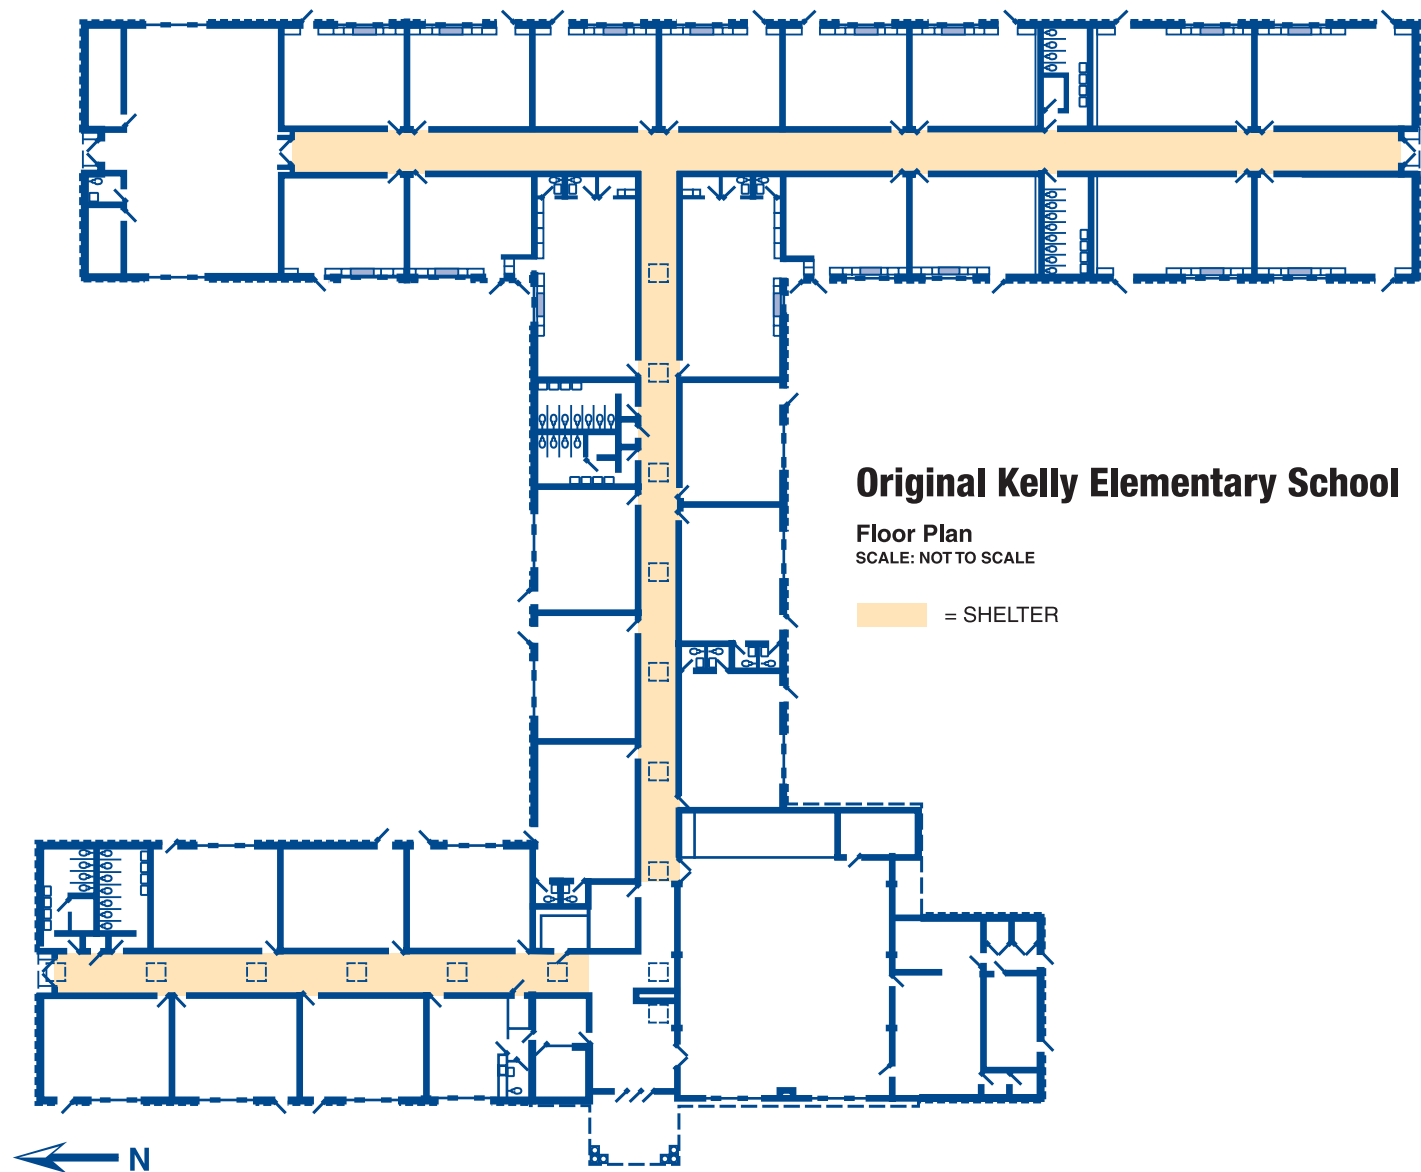 Original Kelly Elementary School
Floor Plan
SCALE: NOT TO SCALE
= SHELTER
N